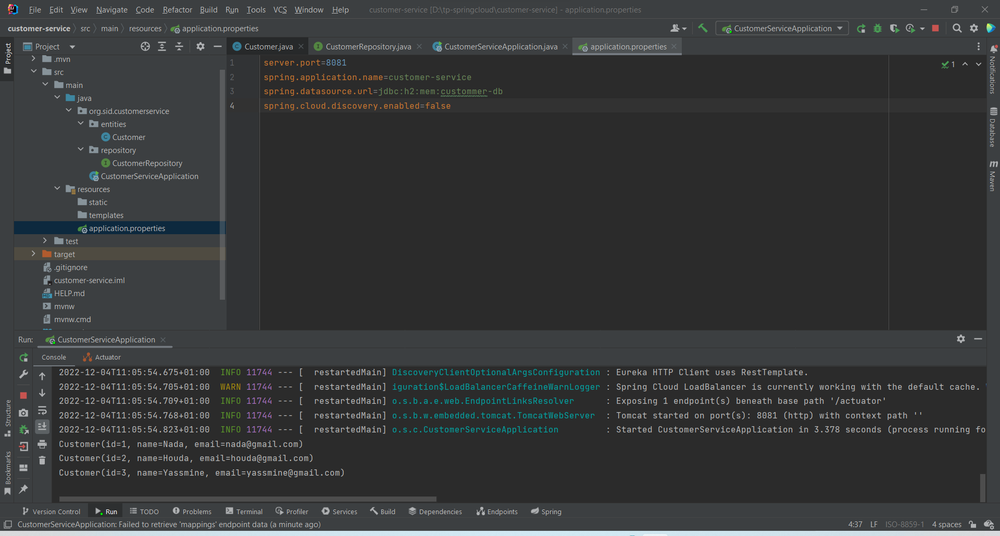 File Edit View Navigate Code Refactor Build Run Tools VCS Window Help customer-service [D:\tp-springcloud\customer-service] - application.properties
customer-service src main resources application.properties CustomerServiceApplication
Project Customer.java CustomerRepository.java CustomerServiceApplication.java application.properties
Project
Notifications
Database
Maven
.mvn
src
main
java
org.sid.customerservice
entities
Customer
repository
CustomerRepository
CustomerServiceApplication
resources
static
templates
application.properties
test
target
.gitignore
customer-service.iml
HELP.md
mvnw
mvnw.cmd
1 server.port=8081
2 spring.application.name=customer-service
3 spring.datasource.url=jdbc:h2:mem:custommer-db
4 spring.cloud.discovery.enabled=false
1
Run: CustomerServiceApplication
Console Actuator
2022-12-04T11:05:54.675+01:00 INFO 11744 --- [ restartedMain] DiscoveryClientOptionalArgsConfiguration : Eureka HTTP Client uses RestTemplate.
2022-12-04T11:05:54.705+01:00 WARN 11744 --- [ restartedMain] iguration$LoadBalancerCaffeineWarnLogger : Spring Cloud LoadBalancer is currently working with the default cache.
2022-12-04T11:05:54.709+01:00 INFO 11744 --- [ restartedMain] o.s.b.a.e.web.EndpointLinksResolver : Exposing 1 endpoint(s) beneath base path '/actuator'
2022-12-04T11:05:54.768+01:00 INFO 11744 --- [ restartedMain] o.s.b.w.embedded.tomcat.TomcatWebServer : Tomcat started on port(s): 8081 (http) with context path ''
2022-12-04T11:05:54.823+01:00 INFO 11744 --- [ restartedMain] o.s.c.CustomerServiceApplication : Started CustomerServiceApplication in 3.378 seconds (process running fo
Customer(id=1, name=Nada, email=nada@gmail.com)
Customer(id=2, name=Houda, email=houda@gmail.com)
Customer(id=3, name=Yassmine, email=yassmine@gmail.com)
Structure
Bookmarks
Version Control Run TODO Problems Terminal Profiler Services Build Dependencies Endpoints Spring
CustomerServiceApplication: Failed to retrieve 'mappings' endpoint data (a minute ago) 4:37 LF ISO-8859-1 4 spaces